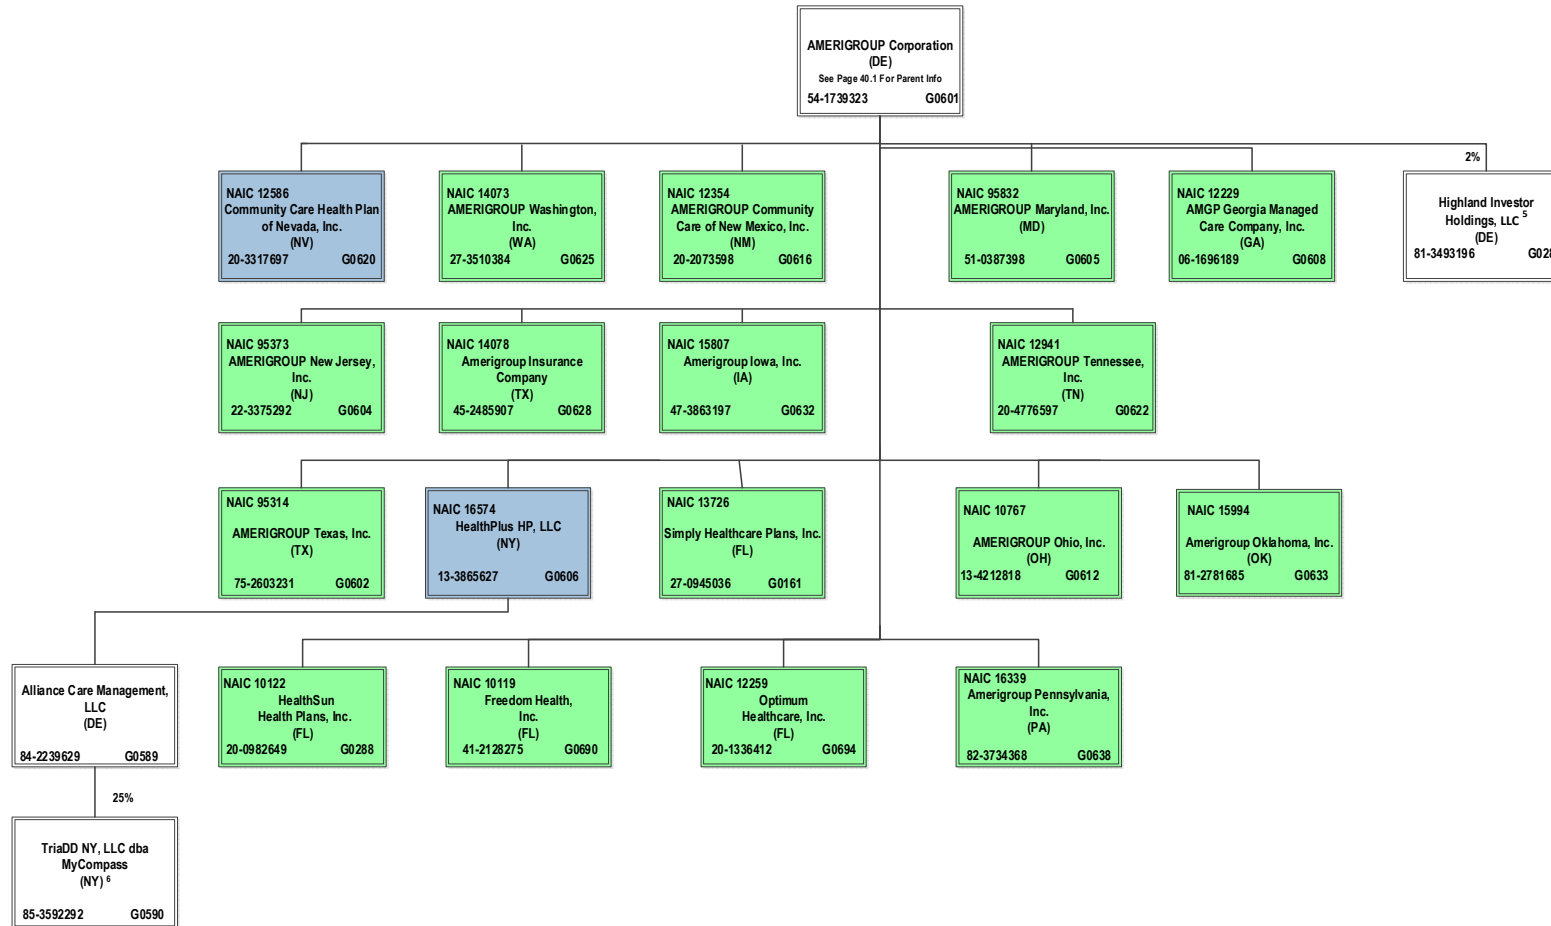 AMERIGROUP Corporation
(DE)
See Page 40.1 For Parent Info
54-1739323 G0601
2%
NAIC 12586
Community Care Health Plan
of Nevada, Inc.
(NV)
20-3317697 G0620
NAIC 14073
AMERIGROUP Washington,
Inc.
(WA)
27-3510384 G0625
NAIC 12354
AMERIGROUP Community
Care of New Mexico, Inc.
(NM)
20-2073598 G0616
NAIC 95832
AMERIGROUP Maryland, Inc.
(MD)
51-0387398 G0605
NAIC 12229
AMGP Georgia Managed
Care Company, Inc.
(GA)
06-1696189 G0608
Highland Investor
Holdings, LLC 5
(DE)
81-3493196 G028
NAIC 95373
AMERIGROUP New Jersey,
Inc.
(NJ)
22-3375292 G0604
NAIC 14078
Amerigroup Insurance
Company
(TX)
45-2485907 G0628
NAIC 15807
Amerigroup Iowa, Inc.
(IA)
47-3863197 G0632
NAIC 12941
AMERIGROUP Tennessee,
Inc.
(TN)
20-4776597 G0622
NAIC 95314
AMERIGROUP Texas, Inc.
(TX)
75-2603231 G0602
NAIC 16574
HealthPlus HP, LLC
(NY)
13-3865627 G0606
NAIC 13726
Simply Healthcare Plans, Inc.
(FL)
27-0945036 G0161
NAIC 10767
AMERIGROUP Ohio, Inc.
(OH)
13-4212818 G0612
NAIC 15994
Amerigroup Oklahoma, Inc.
(OK)
81-2781685 G0633
Alliance Care Management,
LLC
(DE)
84-2239629 G0589
NAIC 10122
HealthSun
Health Plans, Inc.
(FL)
20-0982649 G0288
NAIC 10119
Freedom Health,
Inc.
(FL)
41-2128275 G0690
NAIC 12259
Optimum
Healthcare, Inc.
(FL)
20-1336412 G0694
NAIC 16339
Amerigroup Pennsylvania,
Inc.
(PA)
82-3734368 G0638
25%
TriaDD NY, LLC dba
MyCompass
(NY) 6
85-3592292 G0590